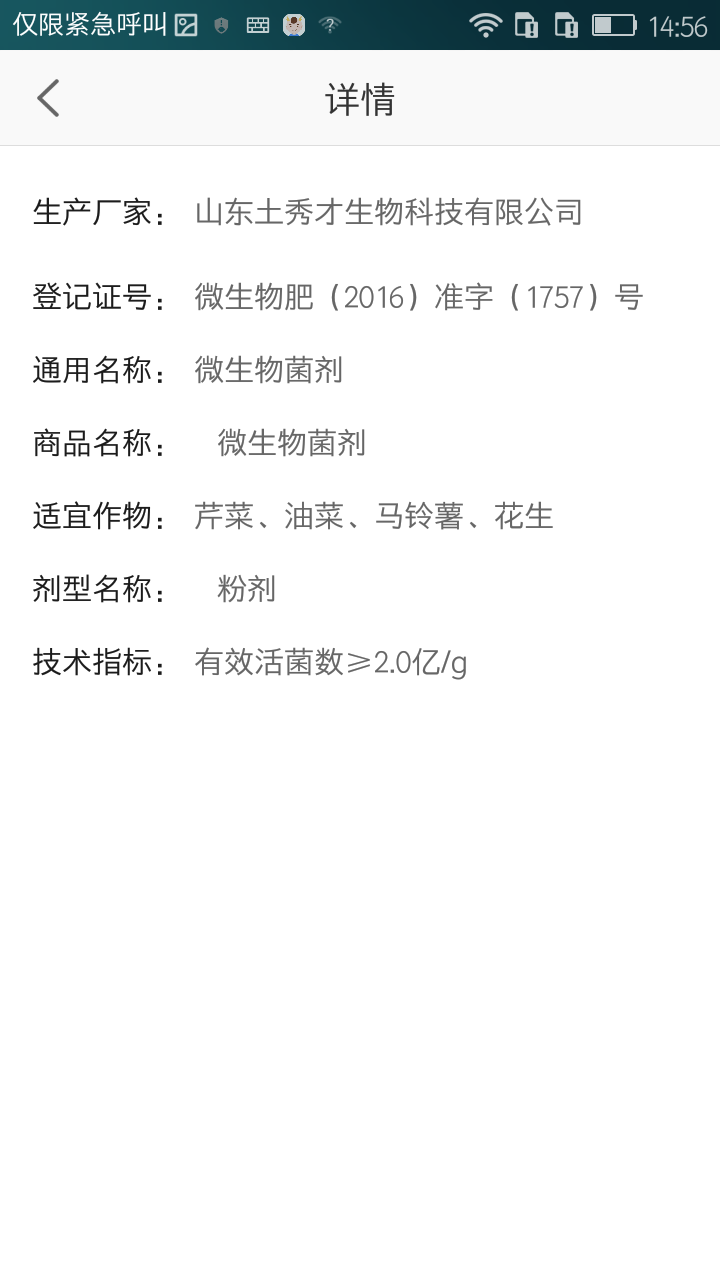 仅限紧急呼叫 14:56
详情
生产厂家： 山东土秀才生物科技有限公司
登记证号： 微生物肥（2016）准字（1757）号
通用名称： 微生物菌剂
商品名称： 微生物菌剂
适宜作物： 芹菜、油菜、马铃薯、花生
剂型名称： 粉剂
技术指标： 有效活菌数≥2.0亿/g